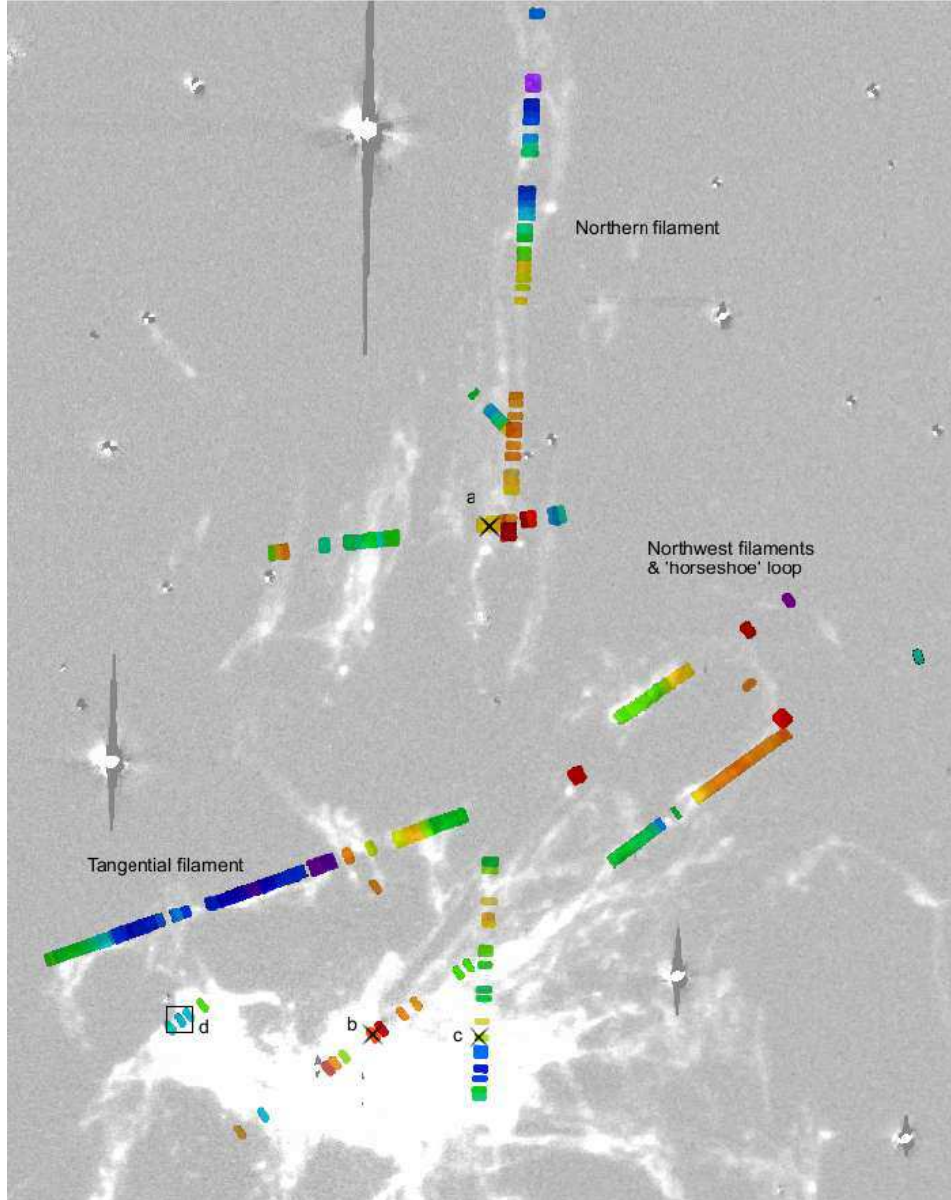 Northern filament
a
Northwest filaments
& 'horseshoe' loop
Tangential filament
b
c
d